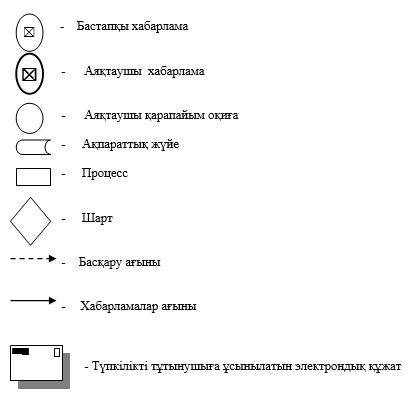 - Бастапқы хабарлама
- Аяқтаушы хабарлама
- Аяқтаушы қарапайым оқиға
- Ақпараттық жүйе
- Процесс
- Шарт
- Басқару ағыны
- Хабарламалар ағыны
- Түпкілікті тұтынушыға ұсынылатын электрондық құжат